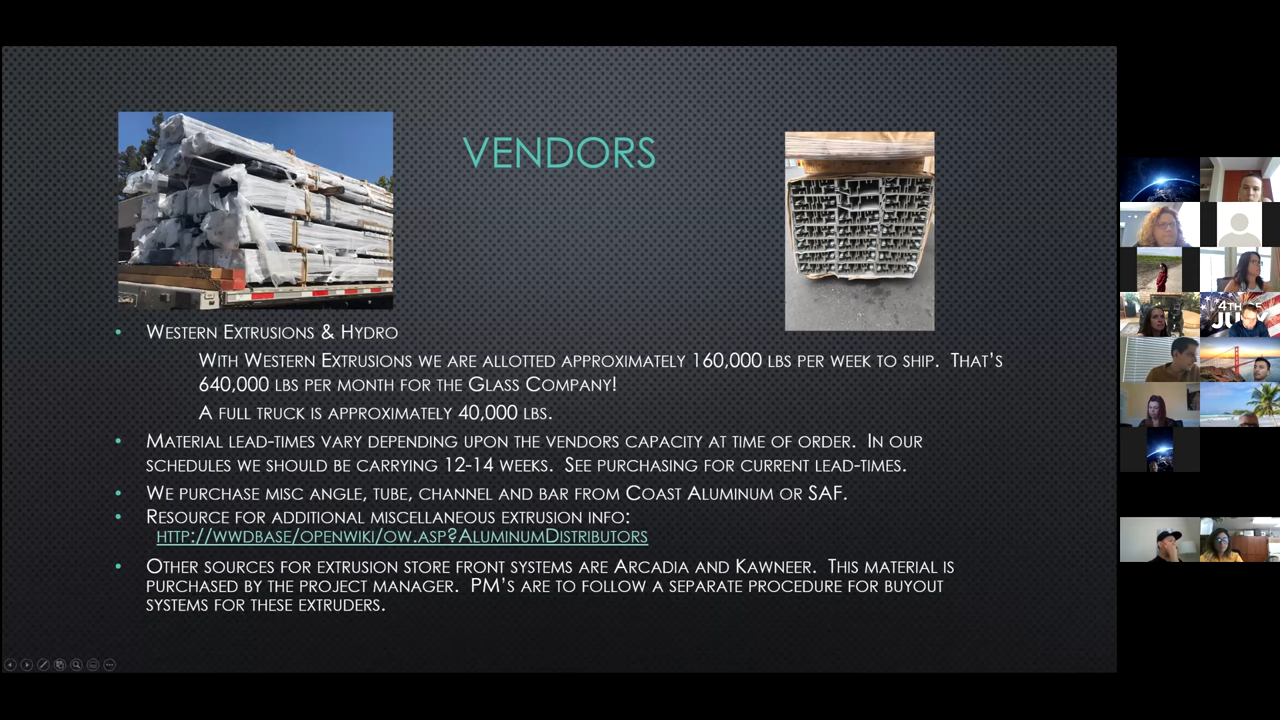 VENDORS
WESTERN EXTRUSIONS & HYDRO
WITH WESTERN EXTRUSIONS WE ARE ALLOTTED APPROXIMATELY 160,000 LBS PER WEEK TO SHIP. THAT'S
640,000 LBS PER MONTH FOR THE GLASS COMPANY!
A FULL TRUCK IS APPROXIMATELY 40,000 LBS.
MATERIAL LEAD-TIMES VARY DEPENDING UPON THE VENDORS CAPACITY AT TIME OF ORDER. IN OUR
SCHEDULES WE SHOULD BE CARRYING 12-14 WEEKS. SEE PURCHASING FOR CURRENT LEAD-TIMES.
WE PURCHASE MISC ANGLE, TUBE, CHANNEL AND BAR FROM COAST ALUMINUM OR SAF.
RESOURCE FOR ADDITIONAL MISCELLANEOUS EXTRUSION INFO:
HTTP://WWDBASE/OPENWIKI/OW.ASP?ALUMINUMDISTRIBUTORS
OTHER SOURCES FOR EXTRUSION STORE FRONT SYSTEMS ARE ARCADIA AND KAWNEER. THIS MATERIAL IS
PURCHASED BY THE PROJECT MANAGER. PM'S ARE TO FOLLOW A SEPARATE PROCEDURE FOR BUYOUT
SYSTEMS FOR THESE EXTRUDERS.
4TH
JULY